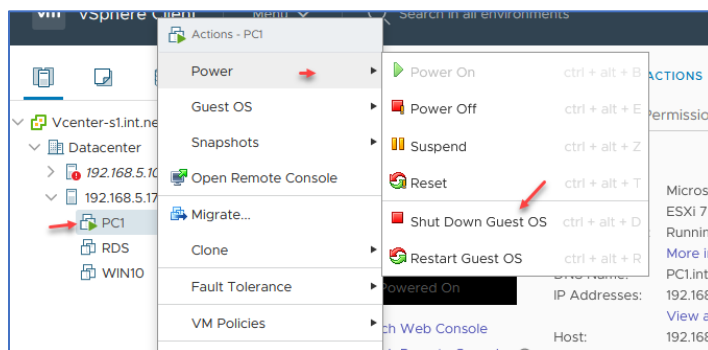 vm vSphere Client Menu Search in all environments
Actions - PC1
Power
Power On ctrl + alt + B
ACTIONS
Guest OS
Power Off ctrl + alt + E
Snapshots
Suspend ctrl + alt + Z
Open Remote Console
Reset ctrl + alt + T
Migrate...
Shut Down Guest OS ctrl + alt + D
Clone
Restart Guest OS ctrl + alt + R
Fault Tolerance
VM Policies
Vcenter-s1.int.ne
Datacenter
192.168.5.10
192.168.5.17
PC1
RDS
WIN10
Permissio
Micros
ESXi 7
Runnin
More i
DNS Name: PC1.int
IP Addresses: 192.168
View a
Host: 192.168
Powered On
ch Web Console